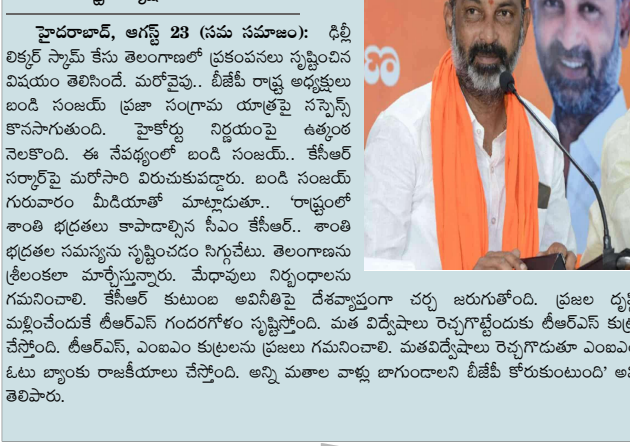 హైదరాబాద్, ఆగస్ట్ 23 (సమ సమాజం): ఢిల్లీ
లిక్కర్ స్కామ్ కేసు తెలంగాణలో ప్రకంపనలు సృష్టించిన
విషయం తెలిసిందే. మరోవైపు.. బీజేపీ రాష్ట్ర అధ్యక్షులు
బండి సంజయ్ ప్రజా సంగ్రామ యాత్రపై సస్పెన్స్
కొనసాగుతుంది. హైకోర్టు నిర్ణయంపై ఉత్కంఠ
నెలకొంది. ఈ నేపథ్యంలో బండి సంజయ్.. కేసీఆర్
సర్కార్‌పై మరోసారి విరుచుకుపడ్డారు. బండి సంజయ్
గురువారం మీడియాతో మాట్లాడుతూ.. ‘రాష్ట్రంలో
శాంతి భద్రతలు కాపాడాల్సిన సీఎం కేసీఆర్.. శాంతి
భద్రతల సమస్యను సృష్టించడం సిగ్గుచేటు. తెలంగాణను
శ్రీలంకలా మార్చేస్తున్నారు. మేధావులు నిర్బంధాలను
గమనించాలి. కేసీఆర్ కుటుంబ అవినీతిపై దేశవ్యాప్తంగా చర్చ జరుగుతోంది. ప్రజల
మళ్లించేందుకే టీఆర్ఎస్ గందరగోళం సృష్టిస్తోంది. మత విద్వేషాలు రెచ్చగొట్టేందుకు టీఆర్ఎస్
చేస్తోంది. టీఆర్ఎస్, ఎంఐఎం కుట్రలను ప్రజలు గమనించాలి. మతవిద్వేషాలు రెచ్చగొడుతూ
ఓటు బ్యాంకు రాజకీయాలు చేస్తోంది. అన్ని మతాల వాళ్లు బాగుండాలని బీజేపీ కోరుకుంటుంది’
తెలిపారు.